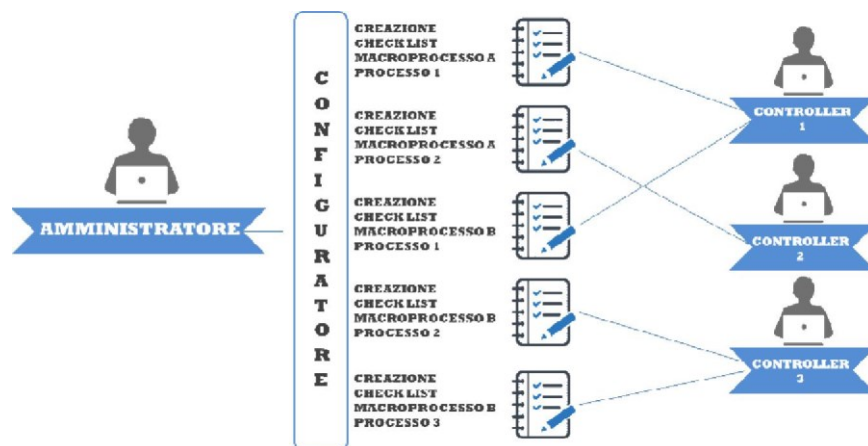 AMMINISTRATORE
CONFIGURATORE
CREAZIONE
CHECK LIST
MACROPROCESSO A
PROCESSO 1
CREAZIONE
CHECK LIST
MACROPROCESSO A
PROCESSO 2
CREAZIONE
CHECK LIST
MACROPROCESSO B
PROCESSO 1
CREAZIONE
CHECK LIST
MACROPROCESSO B
PROCESSO 2
CREAZIONE
CHECK LIST
MACROPROCESSO B
PROCESSO 3
CONTROLLER
1
CONTROLLER
2
CONTROLLER
3